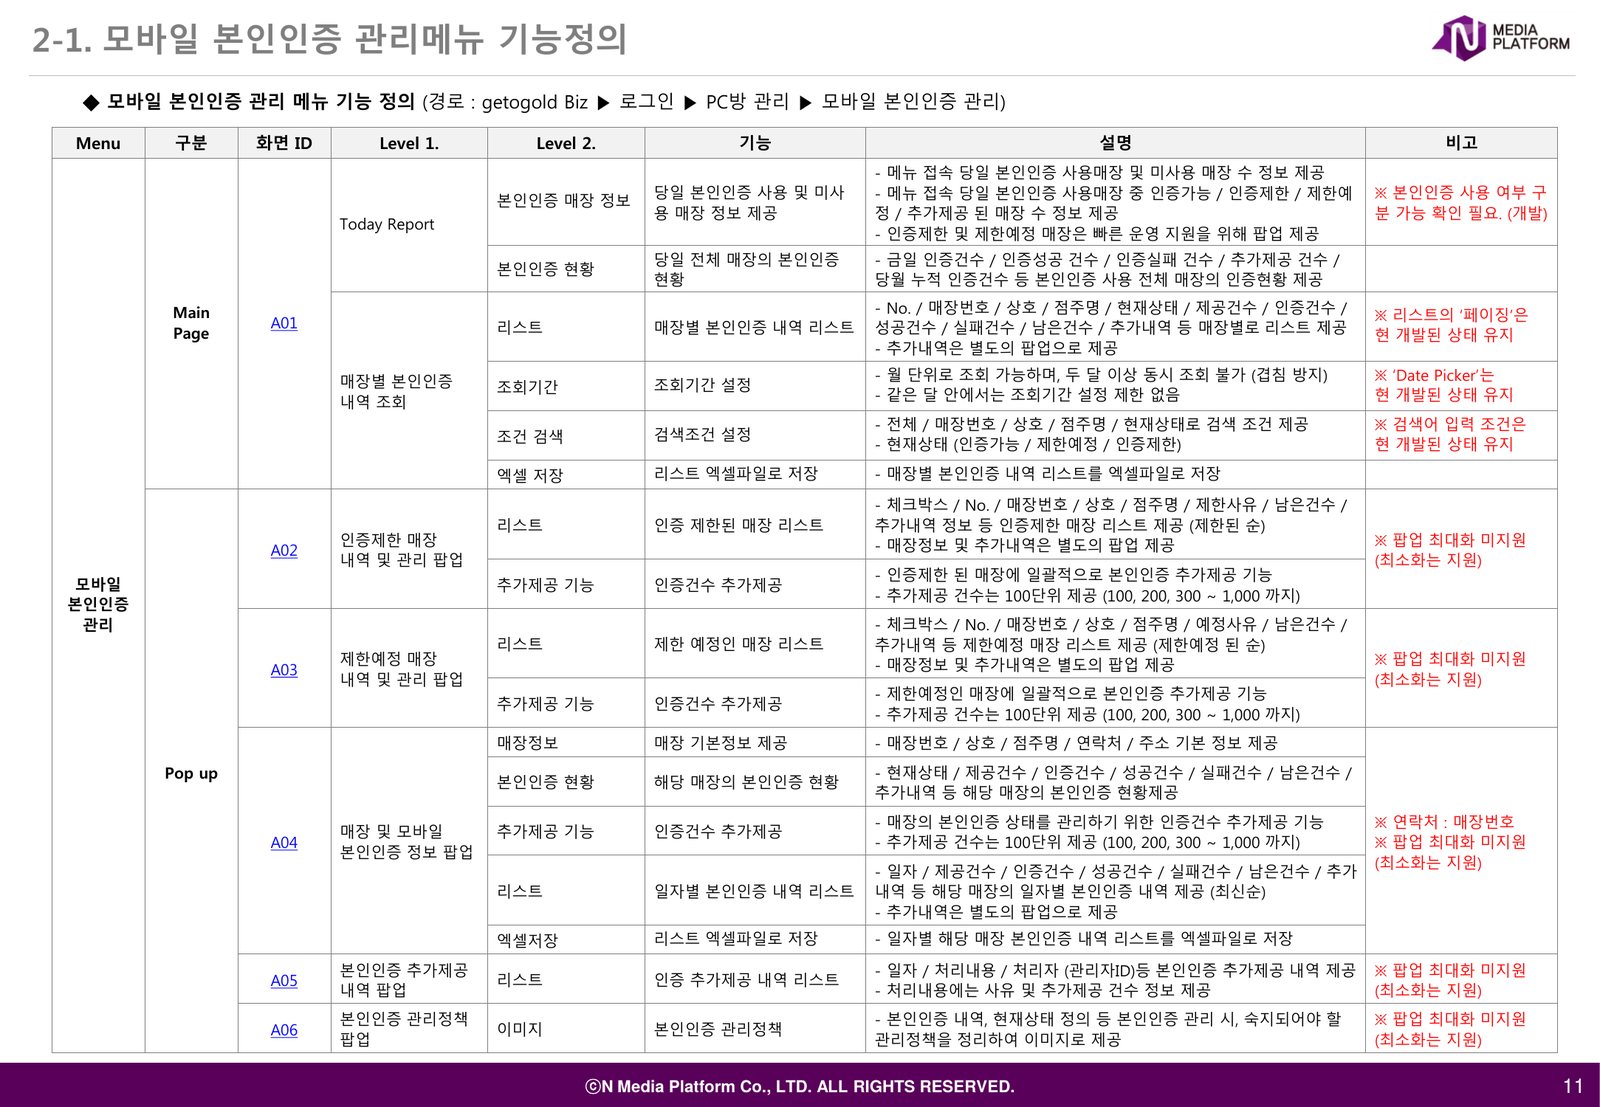 2-1. 모바일 본인인증 관리메뉴 기능정의
MEDIA
PLATFORM
◆ 모바일 본인인증 관리 메뉴 기능 정의 (경로 : getogold Biz ▶ 로그인 ▶ PC방 관리 ▶ 모바일 본인인증 관리)
Menu 구분 화면 ID Level 1. Level 2. 기능 설명 비고
모바일
본인인증
관리
Main
Page
A01
Today Report
본인인증 매장 정보
당일 본인인증 사용 및 미사
용 매장 정보 제공
- 메뉴 접속 당일 본인인증 사용매장 및 미사용 매장 수 정보 제공
- 메뉴 접속 당일 본인인증 사용매장 중 인증가능 / 인증제한 / 제한예
정 / 추가제공 된 매장 수 정보 제공
- 인증제한 및 제한예정 매장은 빠른 운영 지원을 위해 팝업 제공
※ 본인인증 사용 여부 구
분 가능 확인 필요. (개발)
본인인증 현황
당일 전체 매장의 본인인증
현황
- 금일 인증건수 / 인증성공 건수 / 인증실패 건수 / 추가제공 건수 /
당월 누적 인증건수 등 본인인증 사용 전체 매장의 인증현황 제공
매장별 본인인증
내역 조회
리스트
매장별 본인인증 내역 리스트
- No. / 매장번호 / 상호 / 점주명 / 현재상태 / 제공건수 / 인증건수 /
성공건수 / 실패건수 / 남은건수 / 추가내역 등 매장별로 리스트 제공
- 추가내역은 별도의 팝업으로 제공
※ 리스트의 ‘페이징’은
현 개발된 상태 유지
조회기간
조회기간 설정
- 월 단위로 조회 가능하며, 두 달 이상 동시 조회 불가 (겹침 방지)
- 같은 달 안에서는 조회기간 설정 제한 없음
※ ‘Date Picker’는
현 개발된 상태 유지
조건 검색
검색조건 설정
- 전체 / 매장번호 / 상호 / 점주명 / 현재상태로 검색 조건 제공
- 현재상태 (인증가능 / 제한예정 / 인증제한)
※ 검색어 입력 조건은
현 개발된 상태 유지
엑셀 저장
리스트 엑셀파일로 저장
- 매장별 본인인증 내역 리스트를 엑셀파일로 저장
Pop up
A02
인증제한 매장
내역 및 관리 팝업
리스트
인증 제한된 매장 리스트
- 체크박스 / No. / 매장번호 / 상호 / 점주명 / 제한사유 / 남은건수 /
추가내역 정보 등 인증제한 매장 리스트 제공 (제한된 순)
- 매장정보 및 추가내역은 별도의 팝업 제공
※ 팝업 최대화 미지원
(최소화는 지원)
추가제공 기능
인증건수 추가제공
- 인증제한 된 매장에 일괄적으로 본인인증 추가제공 기능
- 추가제공 건수는 100단위 제공 (100, 200, 300 ~ 1,000 까지)
A03
제한예정 매장
내역 및 관리 팝업
리스트
제한 예정인 매장 리스트
- 체크박스 / No. / 매장번호 / 상호 / 점주명 / 예정사유 / 남은건수 /
추가내역 등 제한예정 매장 리스트 제공 (제한예정 된 순)
- 매장정보 및 추가내역은 별도의 팝업 제공
※ 팝업 최대화 미지원
(최소화는 지원)
추가제공 기능
인증건수 추가제공
- 제한예정인 매장에 일괄적으로 본인인증 추가제공 기능
- 추가제공 건수는 100단위 제공 (100, 200, 300 ~ 1,000 까지)
A04
매장 및 모바일
본인인증 정보 팝업
매장정보
매장 기본정보 제공
- 매장번호 / 상호 / 점주명 / 연락처 / 주소 기본 정보 제공
※ 연락처 : 매장번호
※ 팝업 최대화 미지원
(최소화는 지원)
본인인증 현황
해당 매장의 본인인증 현황
- 현재상태 / 제공건수 / 인증건수 / 성공건수 / 실패건수 / 남은건수 /
추가내역 등 해당 매장의 본인인증 현황제공
추가제공 기능
인증건수 추가제공
- 매장의 본인인증 상태를 관리하기 위한 인증건수 추가제공 기능
- 추가제공 건수는 100단위 제공 (100, 200, 300 ~ 1,000 까지)
리스트
일자별 본인인증 내역 리스트
- 일자 / 제공건수 / 인증건수 / 성공건수 / 실패건수 / 남은건수 / 추가
내역 등 해당 매장의 일자별 본인인증 내역 제공 (최신순)
- 추가내역은 별도의 팝업으로 제공
엑셀저장
리스트 엑셀파일로 저장
- 일자별 해당 매장 본인인증 내역 리스트를 엑셀파일로 저장
A05
본인인증 추가제공
내역 팝업
리스트
인증 추가제공 내역 리스트
- 일자 / 처리내용 / 처리자 (관리자ID)등 본인인증 추가제공 내역 제공
- 처리내용에는 사유 및 추가제공 건수 정보 제공
※ 팝업 최대화 미지원
(최소화는 지원)
A06
본인인증 관리정책
팝업
이미지
본인인증 관리정책
- 본인인증 내역, 현재상태 정의 등 본인인증 관리 시, 숙지되어야 할
관리정책을 정리하여 이미지로 제공
※ 팝업 최대화 미지원
(최소화는 지원)
ⓒN Media Platform Co., LTD. ALL RIGHTS RESERVED.
11